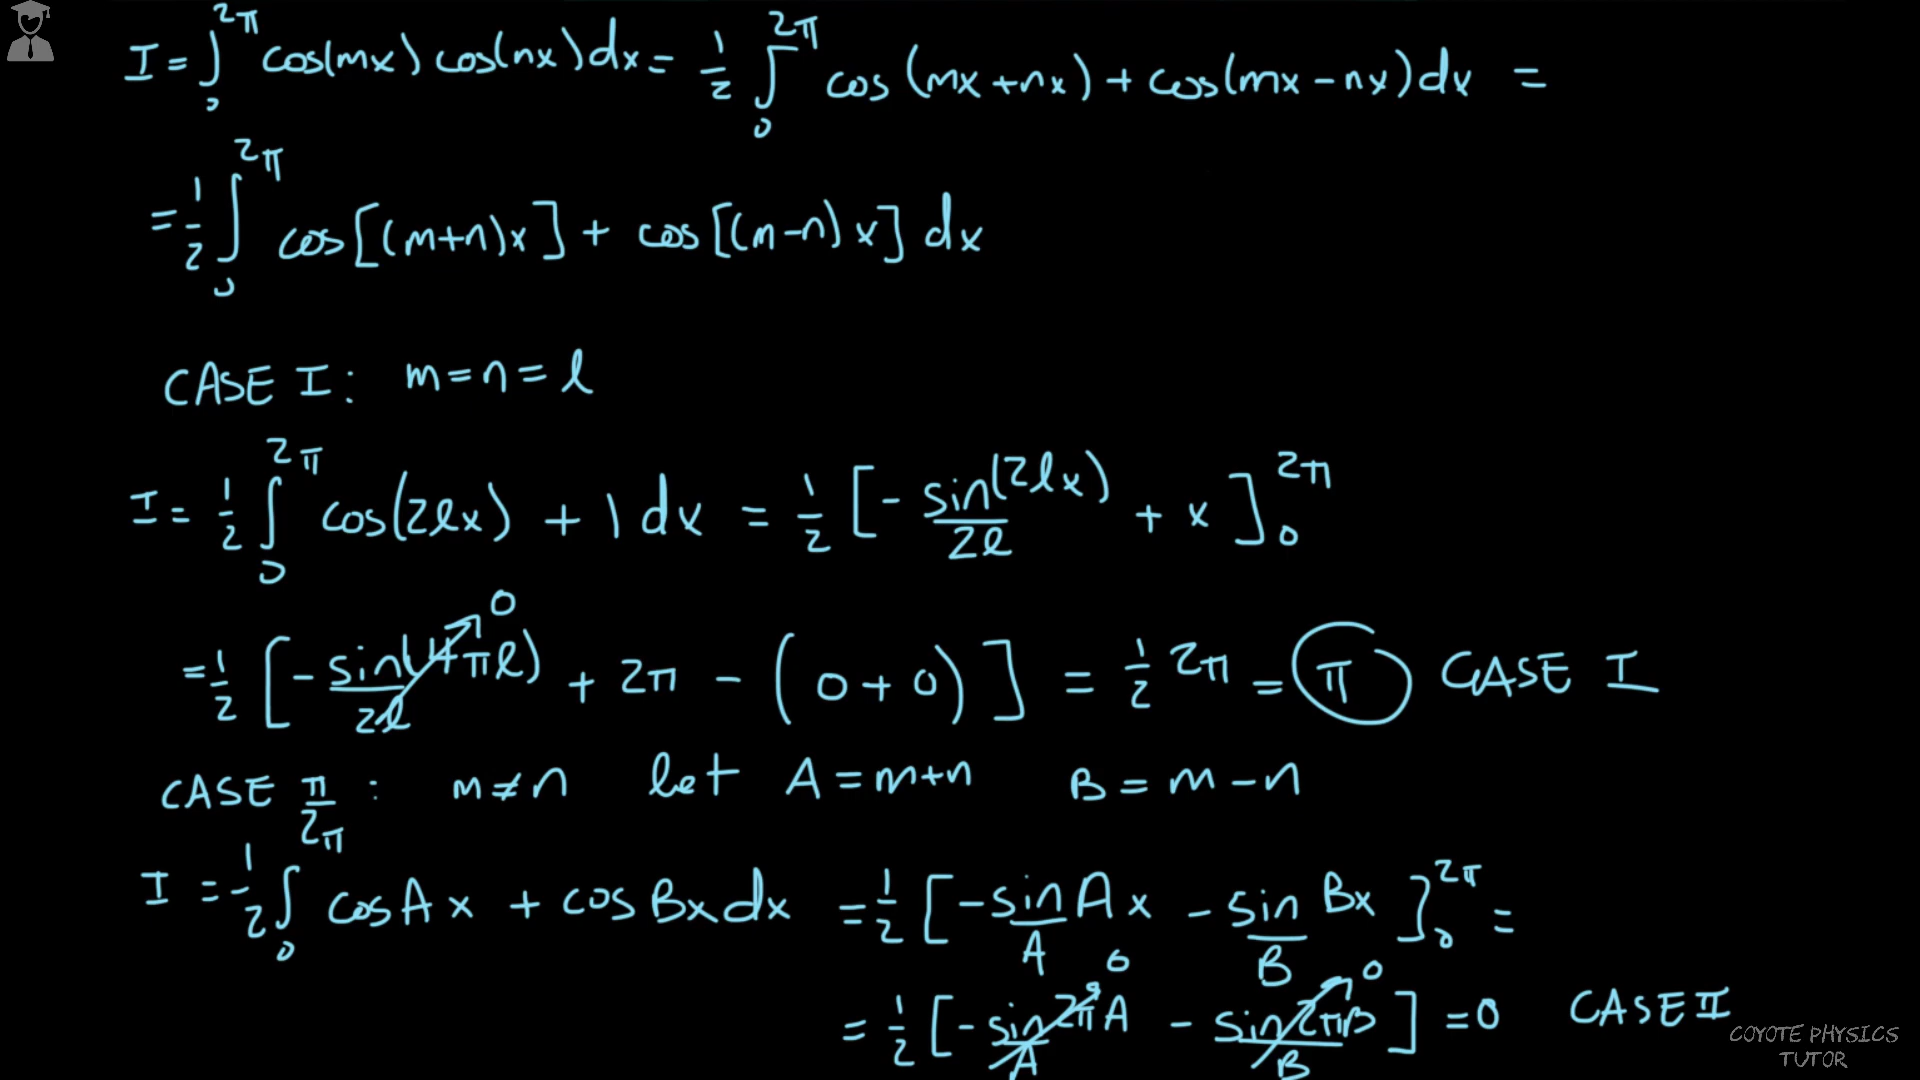 I = ∫₀^2π cos(mx) cos(nx) dx = 1/2 ∫₀^2π cos (mx + nx) + cos(mx - nx) dx =
= 1/2 ∫₀^2π cos[(m+n)x] + cos[(m-n)x] dx
CASE I: m = n = l
I = 1/2 ∫₀^2π cos(2lx) + 1 dx = 1/2 [- sin(2lx)/2l + x]₀^2π
= 1/2 [- sin(4πl)/2l → 0 + 2π - (0 + 0)] = 1/2 2π = π CASE I
CASE II: m ≠ n let A = m+n B = m - n
I = 1/2 ∫₀^2π cos A x + cos Bx dx = 1/2 [- sin A x/A - sin Bx/B]₀^2π =
= 1/2 [- sin 2πA/A → 0 - sin 2πB/B → 0] = 0 CASE II
COYOTE PHYSICS
TUTOR